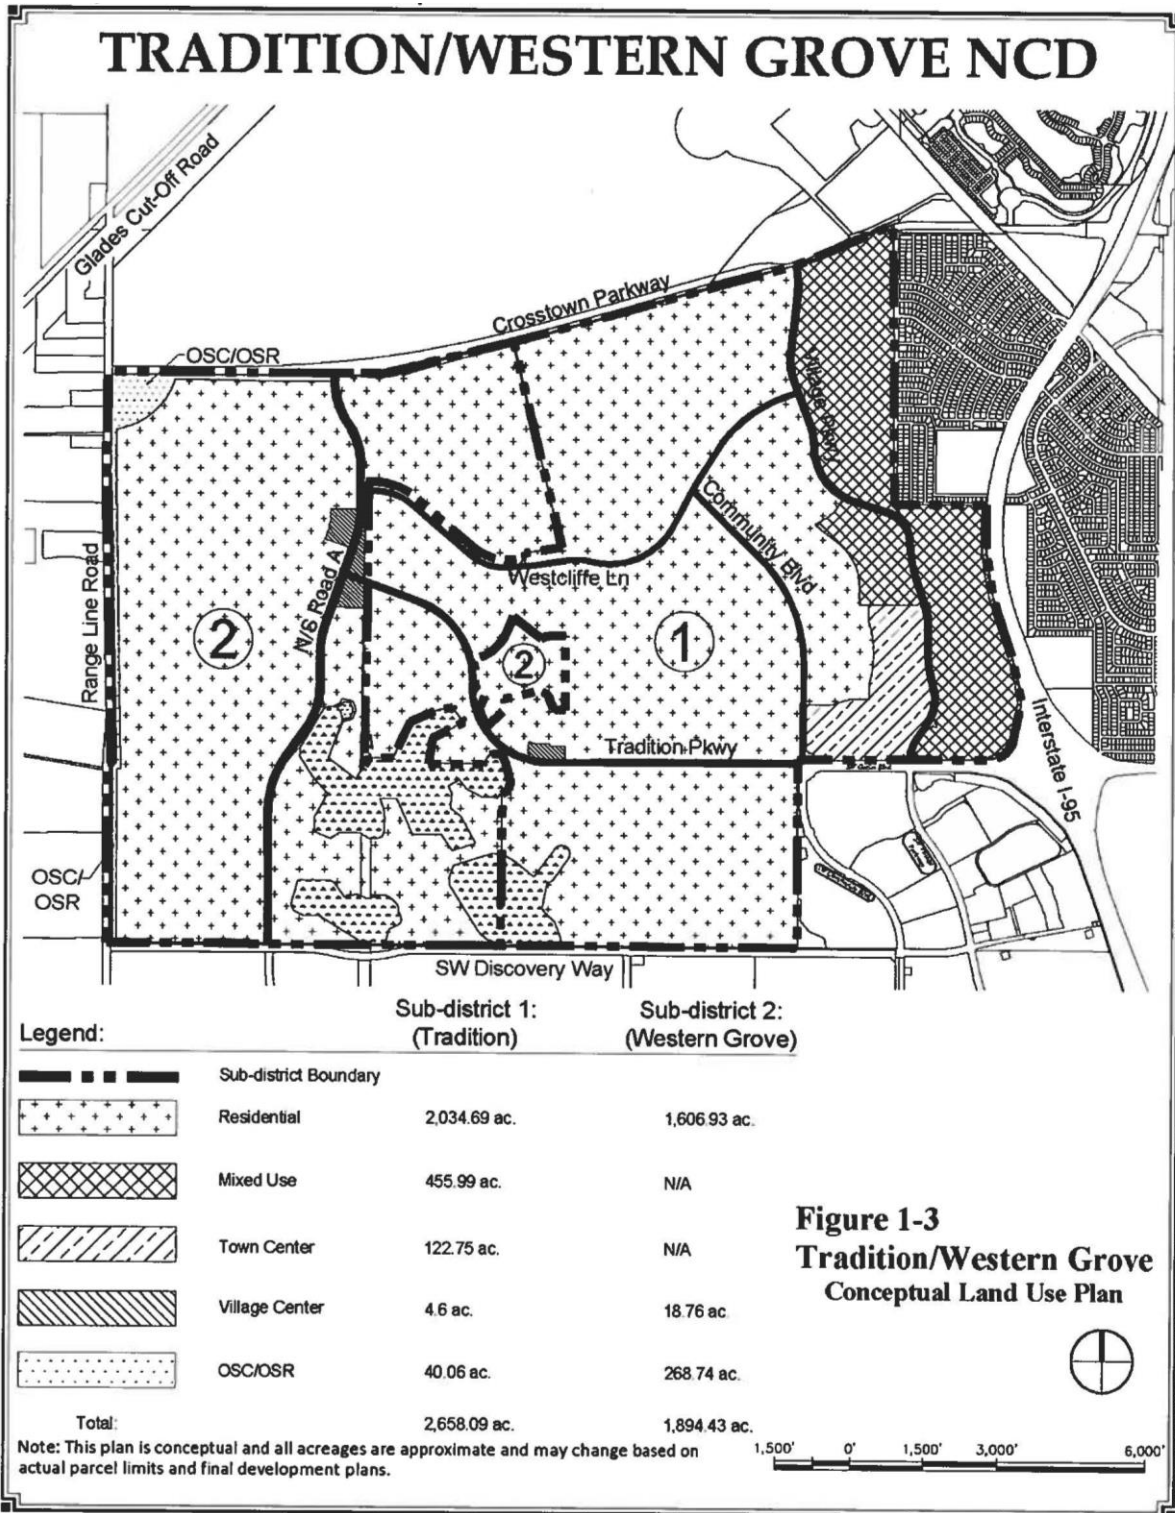 TRADITION/WESTERN GROVE NCD
Glades Cut-Off Road
Crosstown Parkway
OSC/OSR
Village Pkwy
Community Blvd
Range Line Road
N/S Road A
Westcliffe Ln
2
2
1
Tradition Pkwy
Interstate I-95
OSC/
OSR
SW Discovery Way
Legend:
Sub-district 1:
(Tradition)
Sub-district 2:
(Western Grove)
Sub-district Boundary
Residential 2,034.69 ac. 1,606.93 ac.
Mixed Use 455.99 ac. N/A
Town Center 122.75 ac. N/A
Village Center 4.6 ac. 18.76 ac.
OSC/OSR 40.06 ac. 268.74 ac.
Total: 2,658.09 ac. 1,894.43 ac.
Figure 1-3
Tradition/Western Grove
Conceptual Land Use Plan
Note: This plan is conceptual and all acreages are approximate and may change based on
actual parcel limits and final development plans.
1,500' 0' 1,500' 3,000' 6,000'